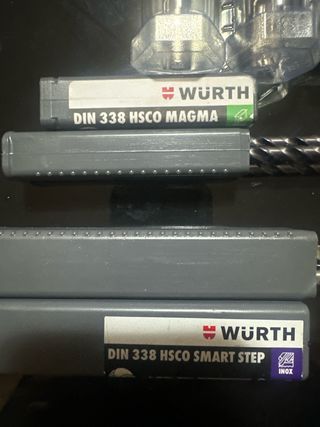 WÜRTH
DIN 338 HSCO MAGMA
WÜRTH
DIN 338 HSCO SMART STEP
INOX